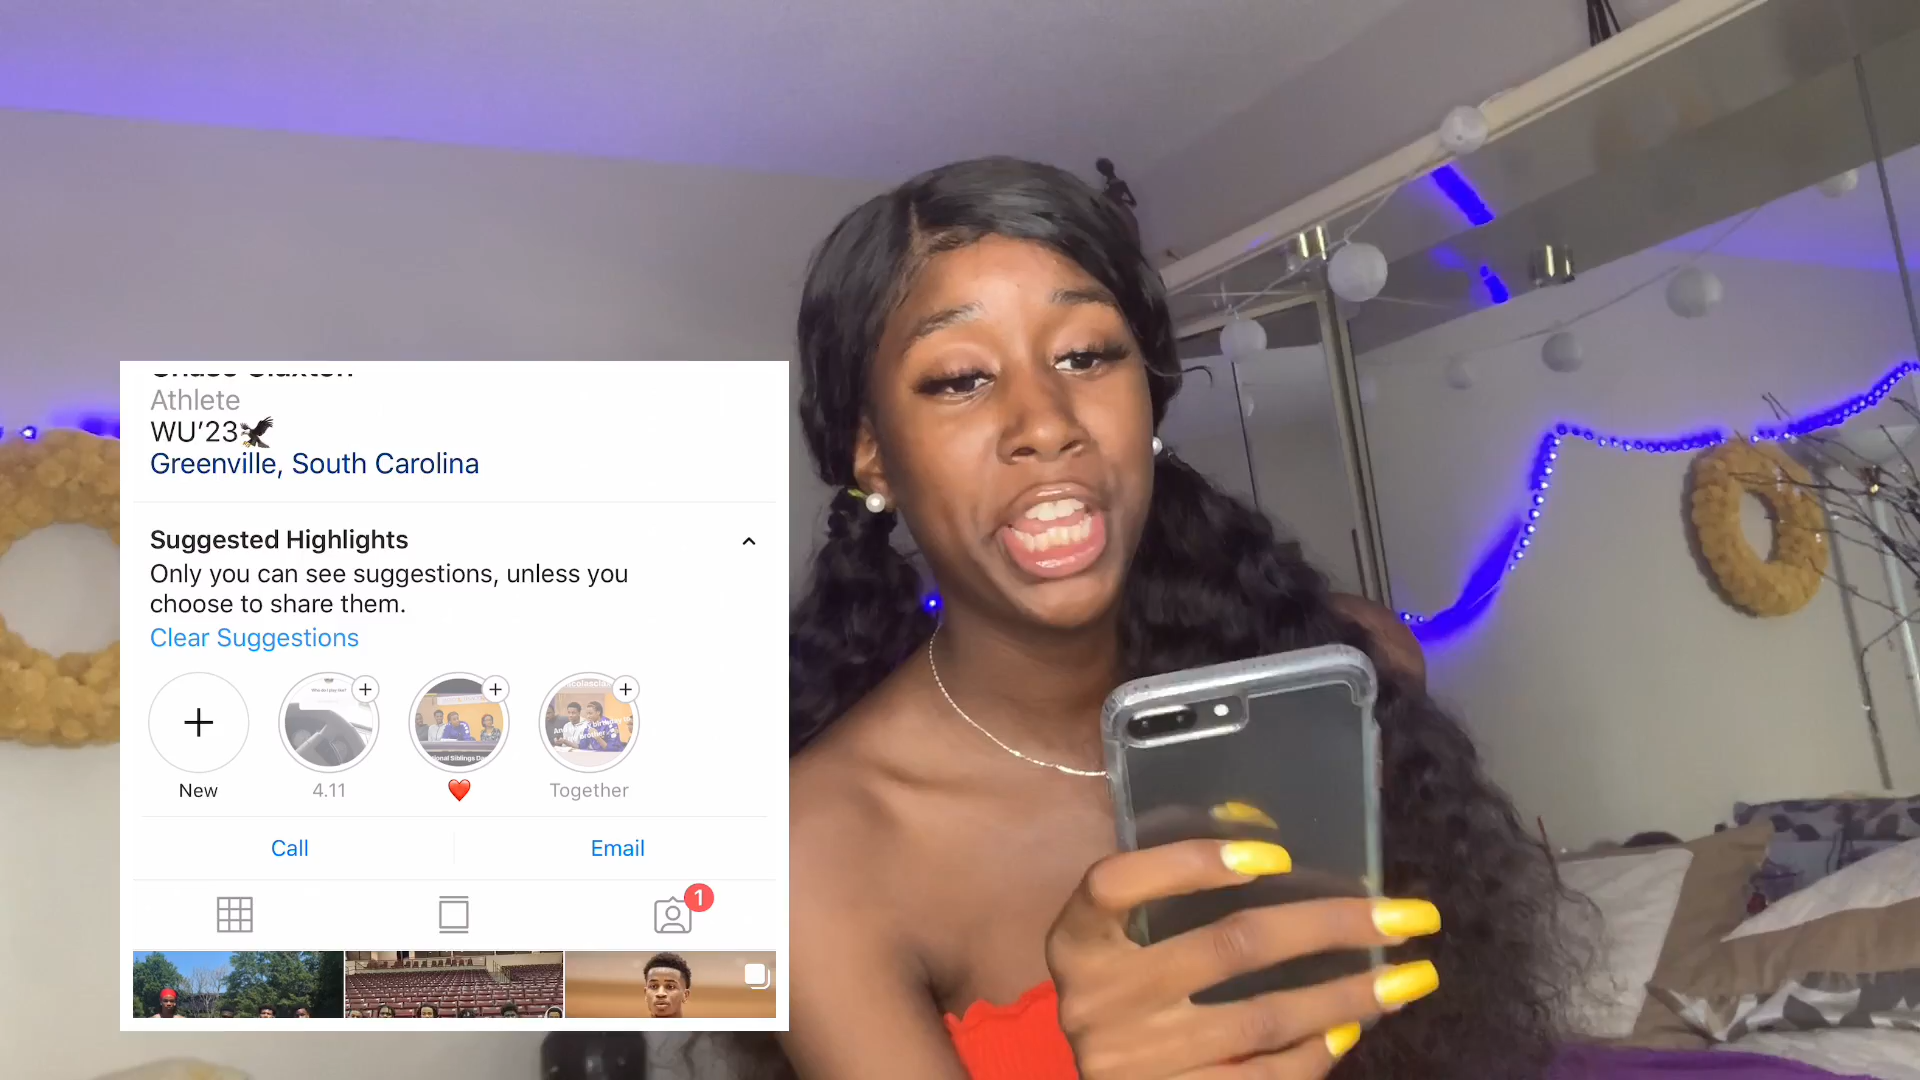 Athlete
WU'23
Greenville, South Carolina
Suggested Highlights
Only you can see suggestions, unless you
choose to share them.
Clear Suggestions
New
4.11
Together
Call
Email
1